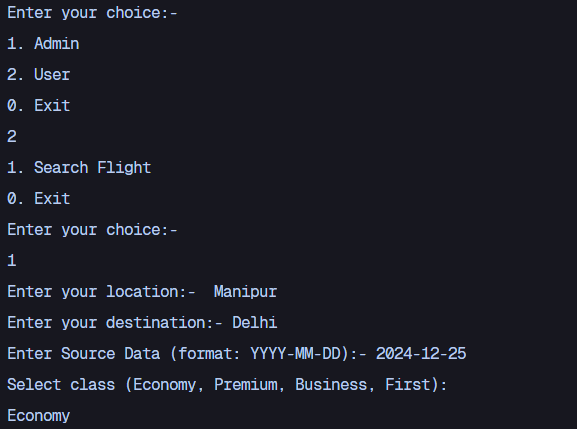 Enter your choice:-
1. Admin
2. User
0. Exit
2
1. Search Flight
0. Exit
Enter your choice:-
1
Enter your location:-  Manipur
Enter your destination:- Delhi
Enter Source Data (format: YYYY-MM-DD):- 2024-12-25
Select class (Economy, Premium, Business, First):
Economy